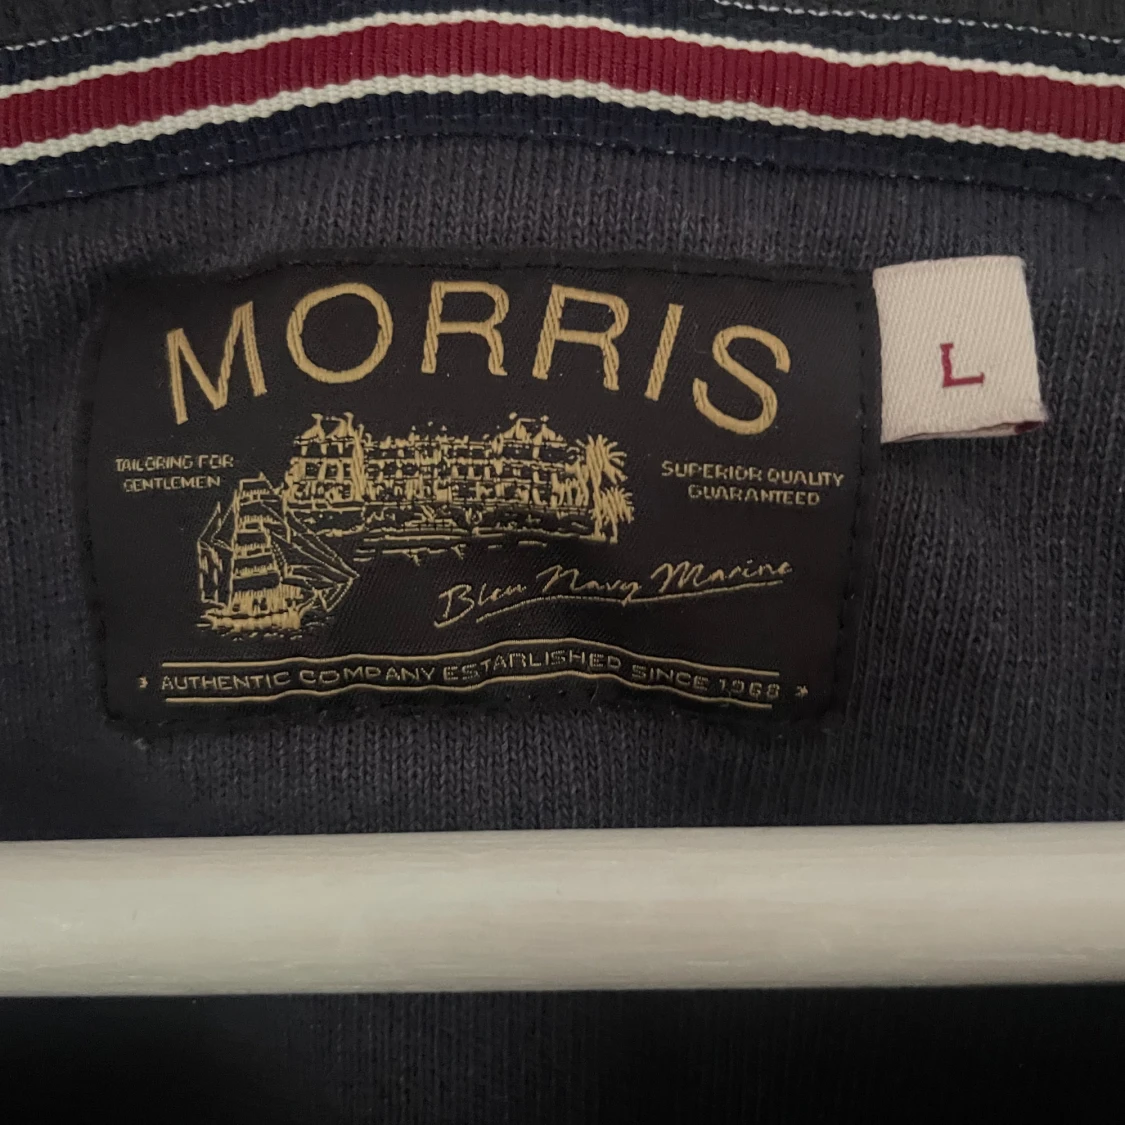 MORRIS
L
TAILORING FOR
GENTLEMEN
SUPERIOR QUALITY
GUARANTEED
Bleu Navy Marine
AUTHENTIC COMPANY ESTABLISHED SINCE 1968